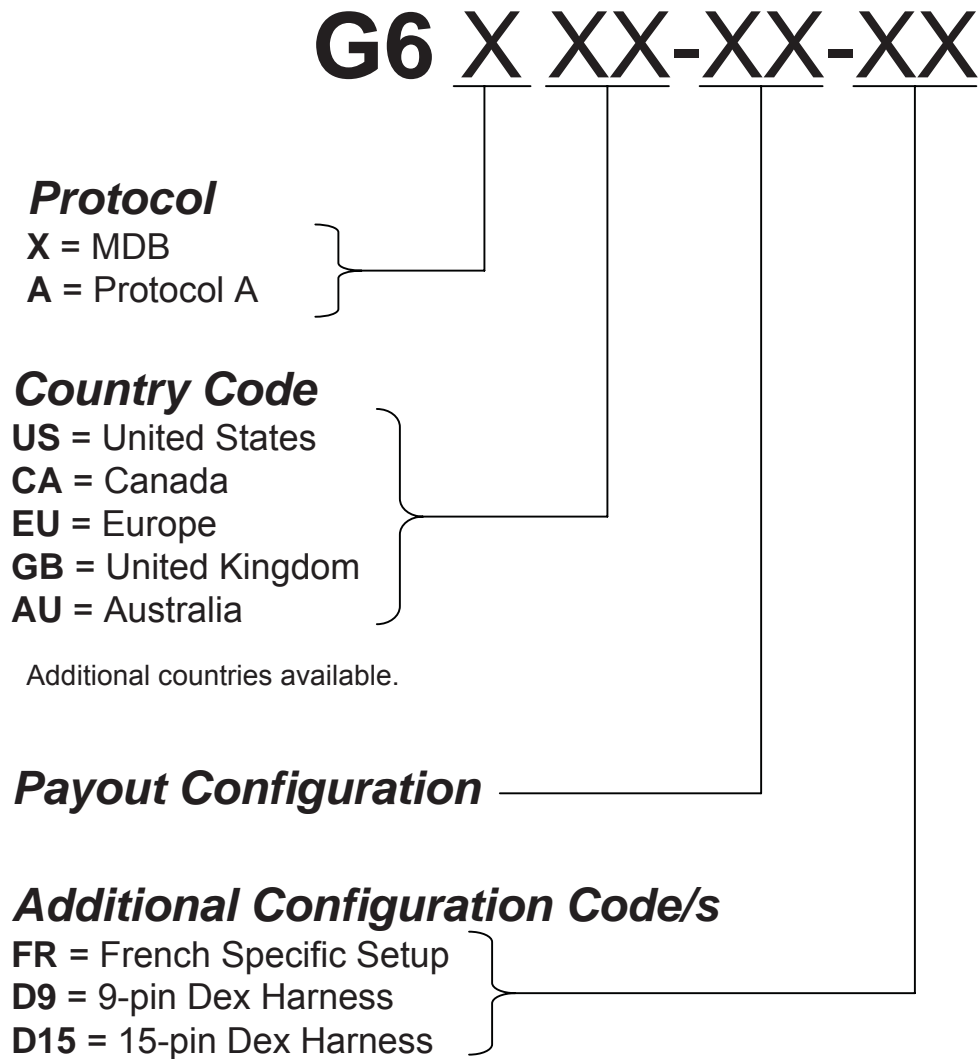 G6 X XX-XX-XX
Protocol
X = MDB
A = Protocol A
Country Code
US = United States
CA = Canada
EU = Europe
GB = United Kingdom
AU = Australia
Additional countries available.
Payout Configuration
Additional Configuration Code/s
FR = French Specific Setup
D9 = 9-pin Dex Harness
D15 = 15-pin Dex Harness